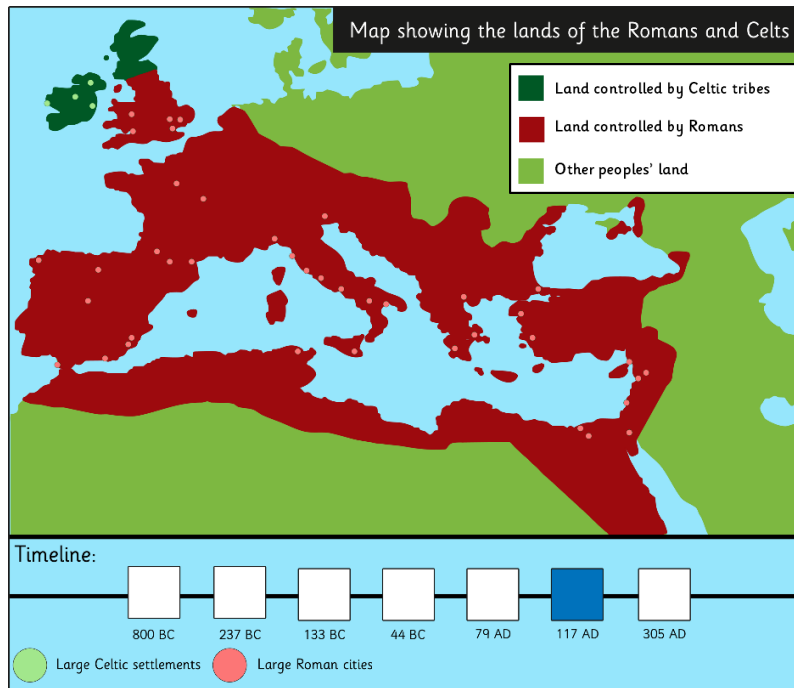 Map showing the lands of the Romans and Celts
Land controlled by Celtic tribes
Land controlled by Romans
Other peoples' land
Timeline:
800 BC 237 BC 133 BC 44 BC 79 AD 117 AD 305 AD
Large Celtic settlements Large Roman cities